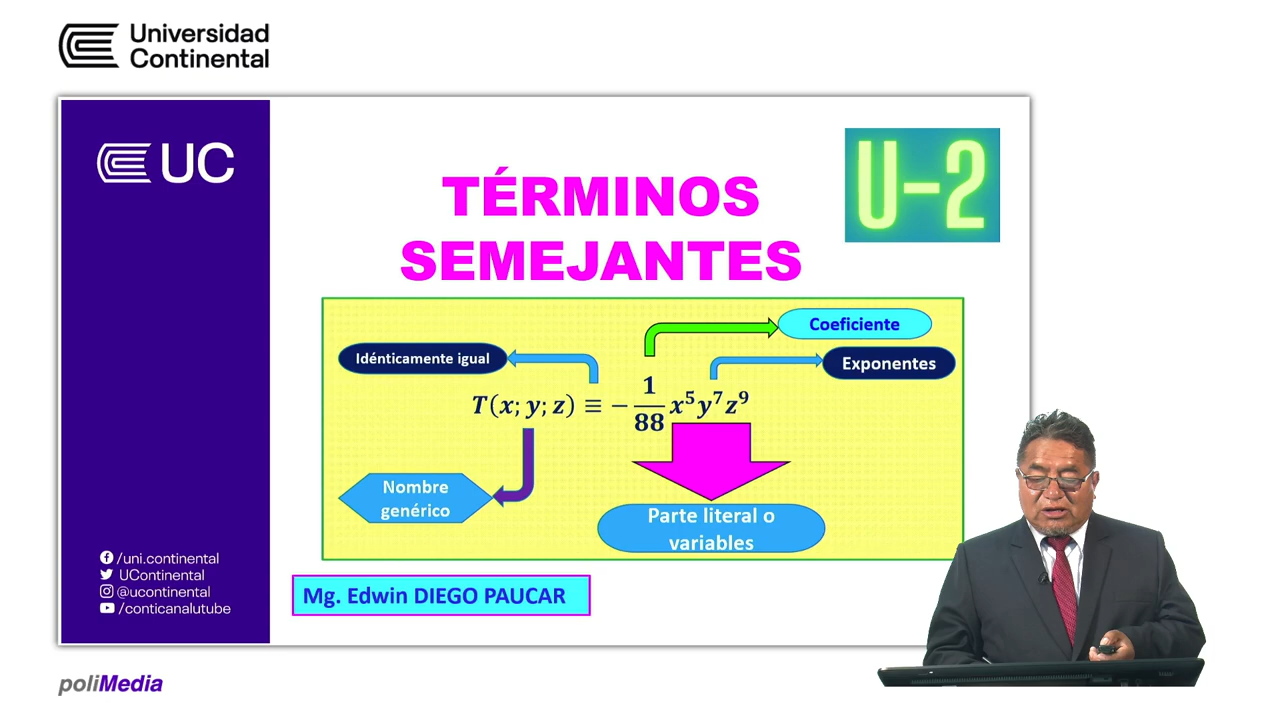 Universidad
Continental
UC
U-2
TÉRMINOS
SEMEJANTES
Coeficiente
Idénticamente igual
Exponentes
T(x; y; z) ≡ − 1/88 x⁵y⁷z⁹
Nombre
genérico
Parte literal o
variables
/uni.continental
UContinental
@ucontinental
/conticanalutube
Mg. Edwin DIEGO PAUCAR
poliMedia